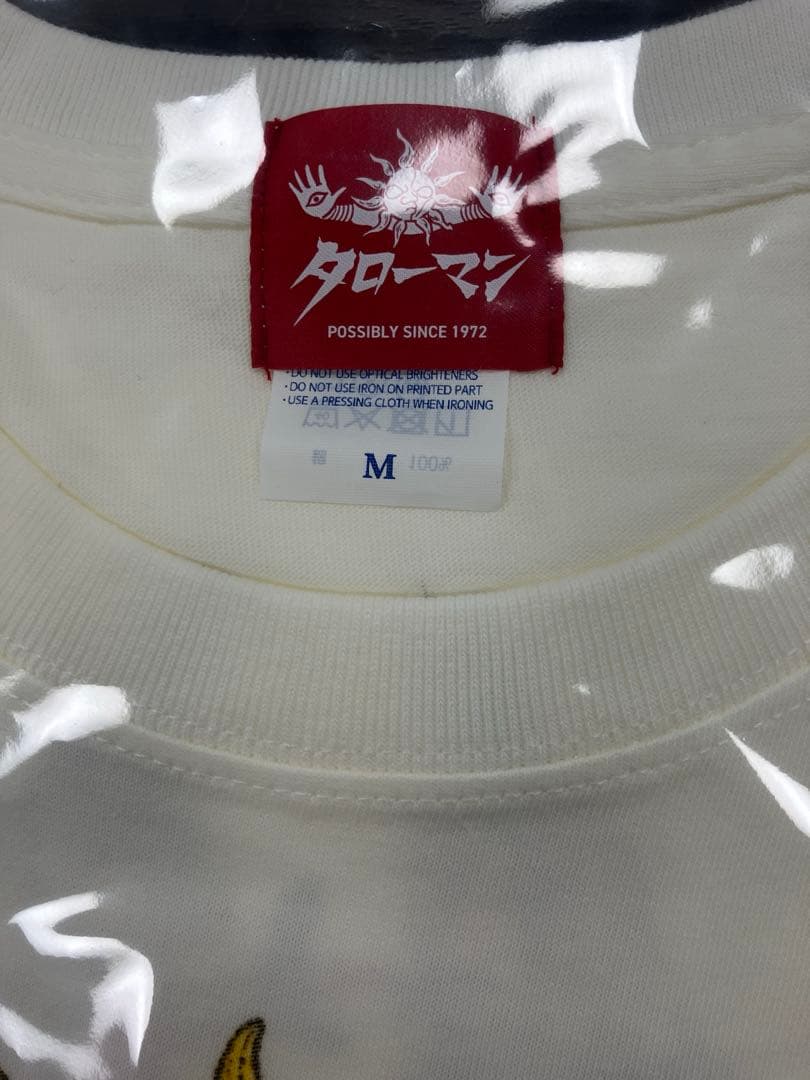 タローマン
POSSIBLY SINCE 1972
・DO NOT USE OPTICAL BRIGHTENERS
・DO NOT USE IRON ON PRINTED PART
・USE A PRESSING CLOTH WHEN IRONING
M 100%